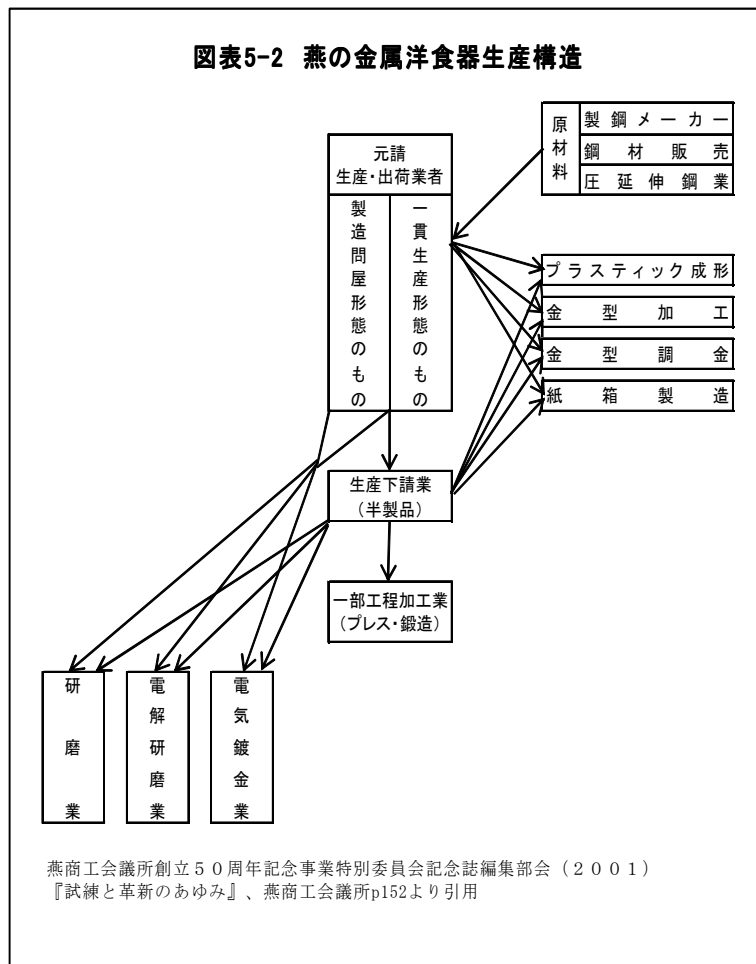 図表5-2 燕の金属洋食器生産構造
原材料
製鋼メーカー
鋼材販売
圧延伸鋼業
元請
生産・出荷業者
製造問屋形態のもの
一貫生産形態のもの
プラスティック成形
金型加工
金型調金
紙箱製造
生産下請業
（半製品）
一部工程加工業
（プレス・鍛造）
研磨業
電解研磨業
電気鍍金業
燕商工会議所創立５０周年記念事業特別委員会記念誌編集部会（２００１）
『試練と革新のあゆみ』、燕商工会議所p152より引用